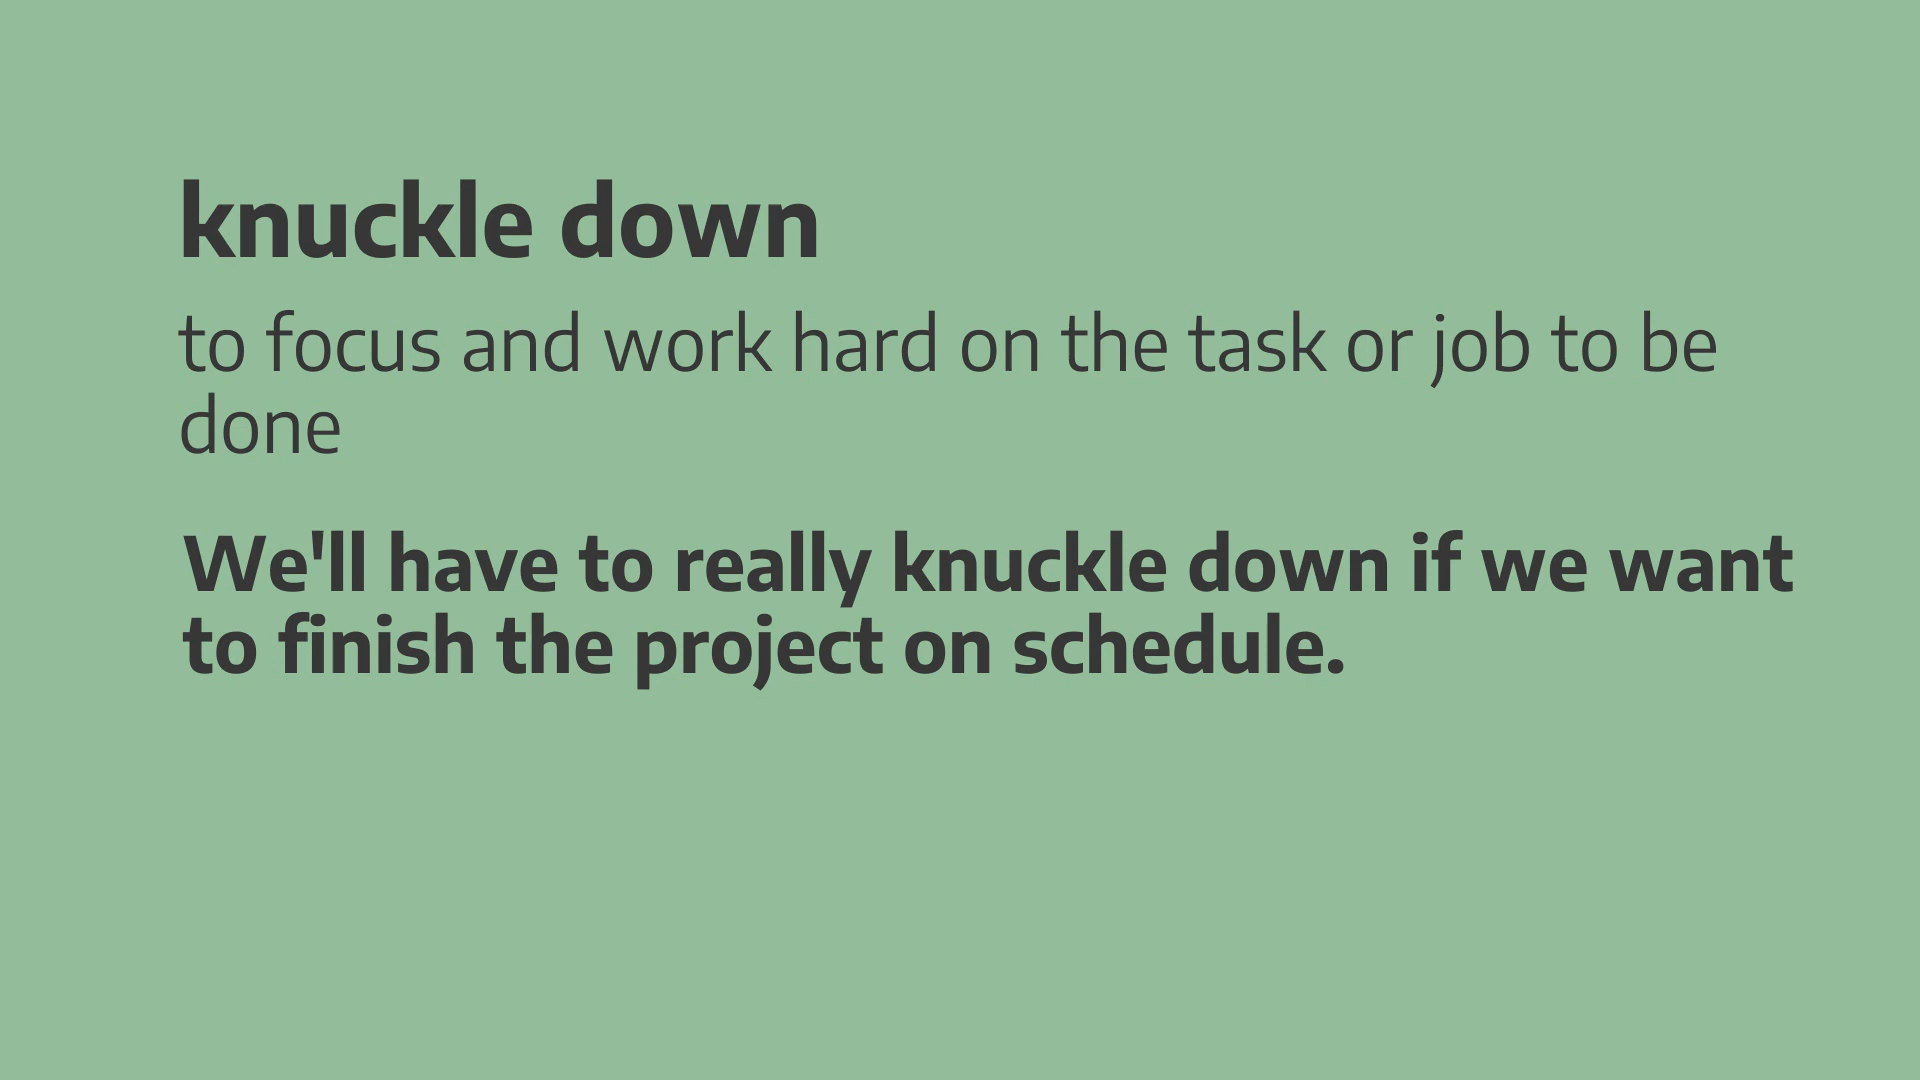 knuckle down
to focus and work hard on the task or job to be
done
We'll have to really knuckle down if we want
to finish the project on schedule.